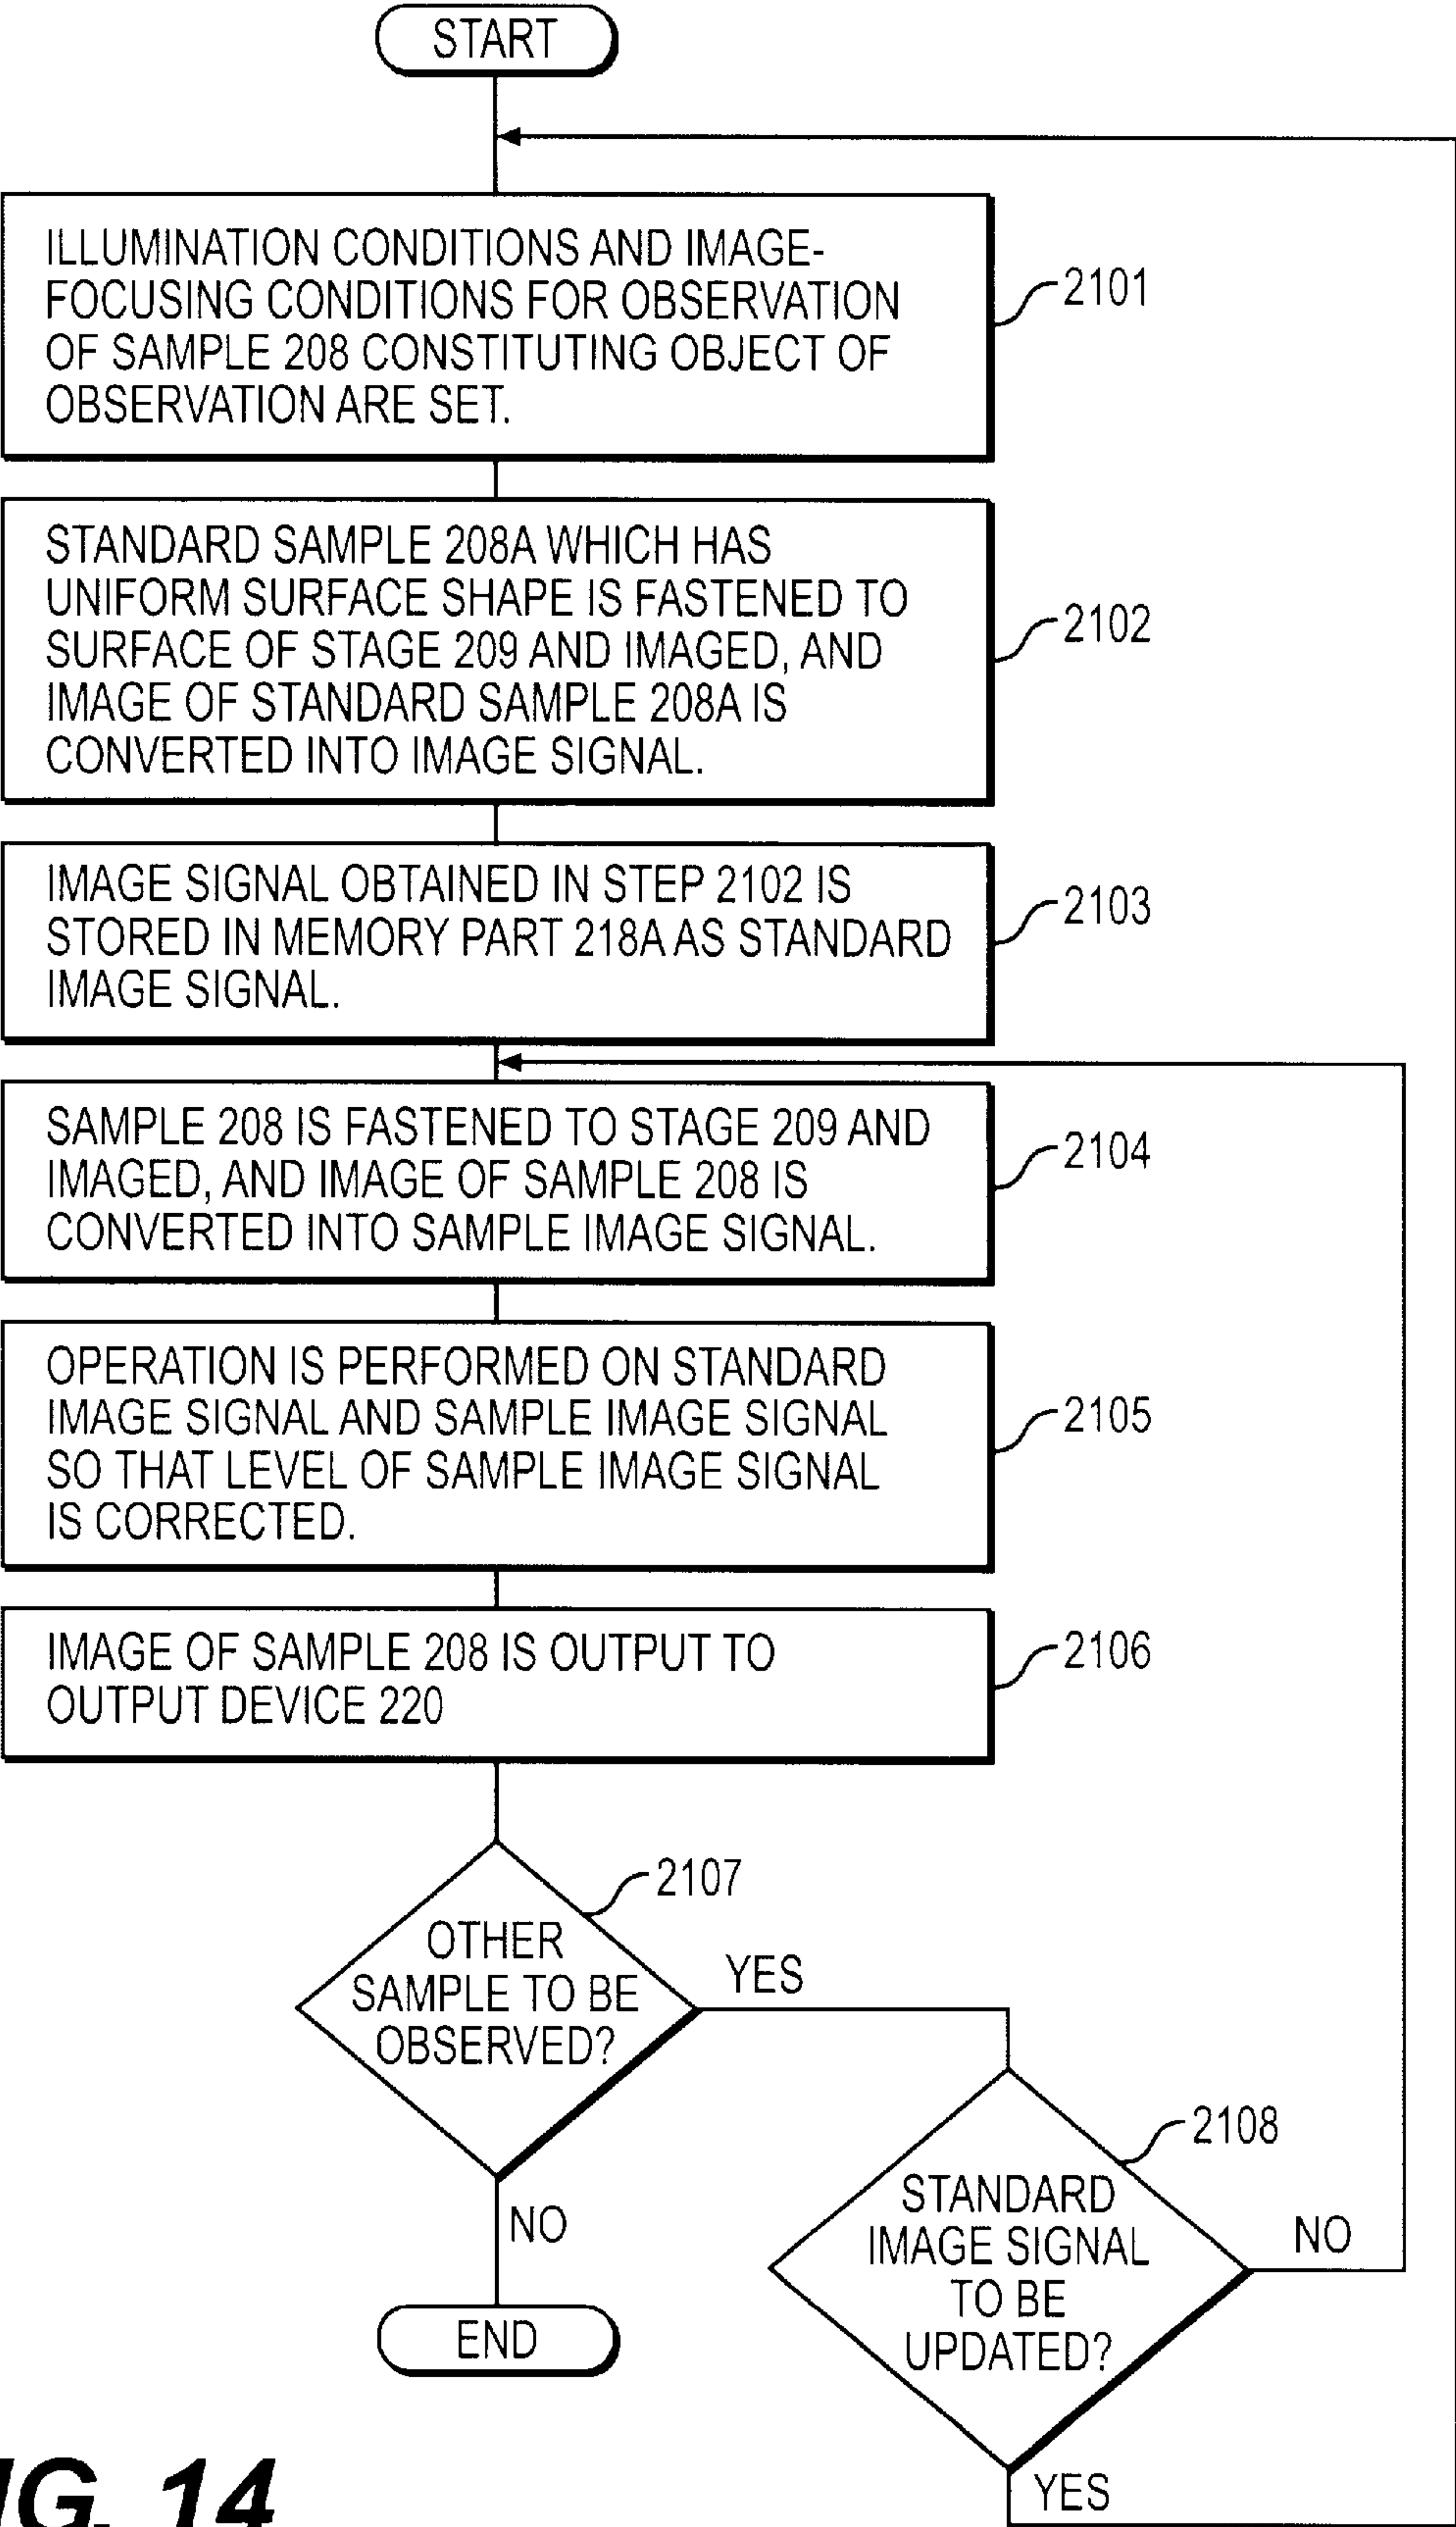 START
ILLUMINATION CONDITIONS AND IMAGE-
FOCUSING CONDITIONS FOR OBSERVATION
OF SAMPLE 208 CONSTITUTING OBJECT OF
OBSERVATION ARE SET.
2101
STANDARD SAMPLE 208A WHICH HAS
UNIFORM SURFACE SHAPE IS FASTENED TO
SURFACE OF STAGE 209 AND IMAGED, AND
IMAGE OF STANDARD SAMPLE 208A IS
CONVERTED INTO IMAGE SIGNAL.
2102
IMAGE SIGNAL OBTAINED IN STEP 2102 IS
STORED IN MEMORY PART 218A AS STANDARD
IMAGE SIGNAL.
2103
SAMPLE 208 IS FASTENED TO STAGE 209 AND
IMAGED, AND IMAGE OF SAMPLE 208 IS
CONVERTED INTO SAMPLE IMAGE SIGNAL.
2104
OPERATION IS PERFORMED ON STANDARD
IMAGE SIGNAL AND SAMPLE IMAGE SIGNAL
SO THAT LEVEL OF SAMPLE IMAGE SIGNAL
IS CORRECTED.
2105
IMAGE OF SAMPLE 208 IS OUTPUT TO
OUTPUT DEVICE 220
2106
2107
OTHER
SAMPLE TO BE
OBSERVED?
YES
NO
END
2108
STANDARD
IMAGE SIGNAL
TO BE
UPDATED?
NO
YES
IG. 14